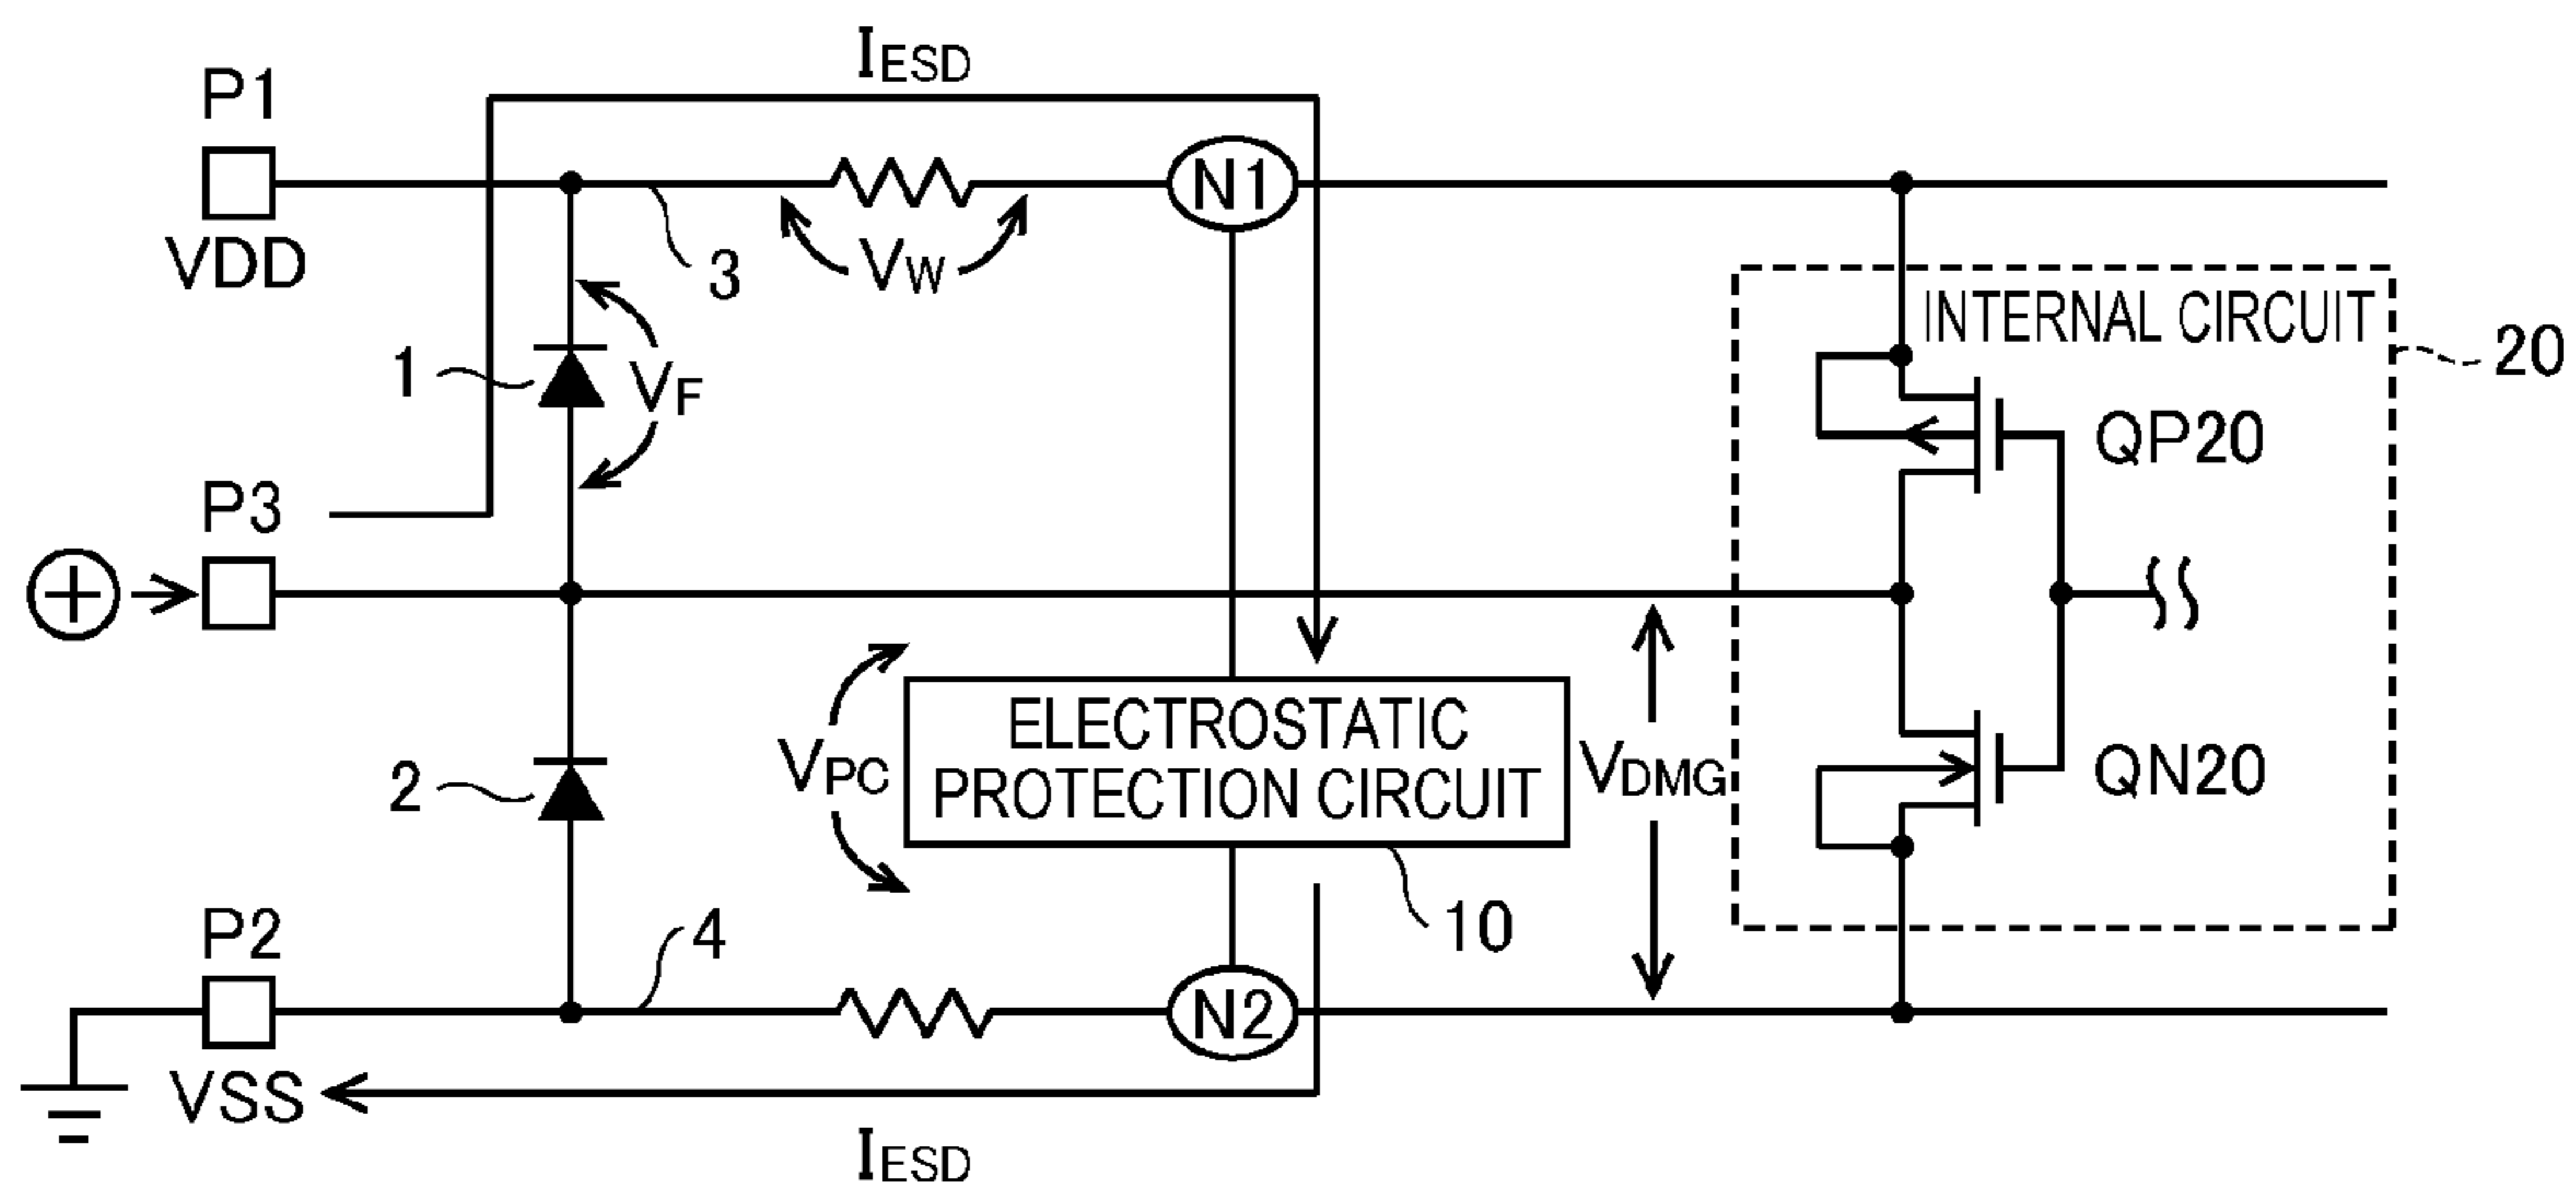 IESD
P1
VDD
3
VW
N1
INTERNAL CIRCUIT
20
1
VF
QP20
P3
+
ELECTROSTATIC
PROTECTION CIRCUIT
VPC
VDMG
QN20
2
10
P2
4
N2
VSS
IESD